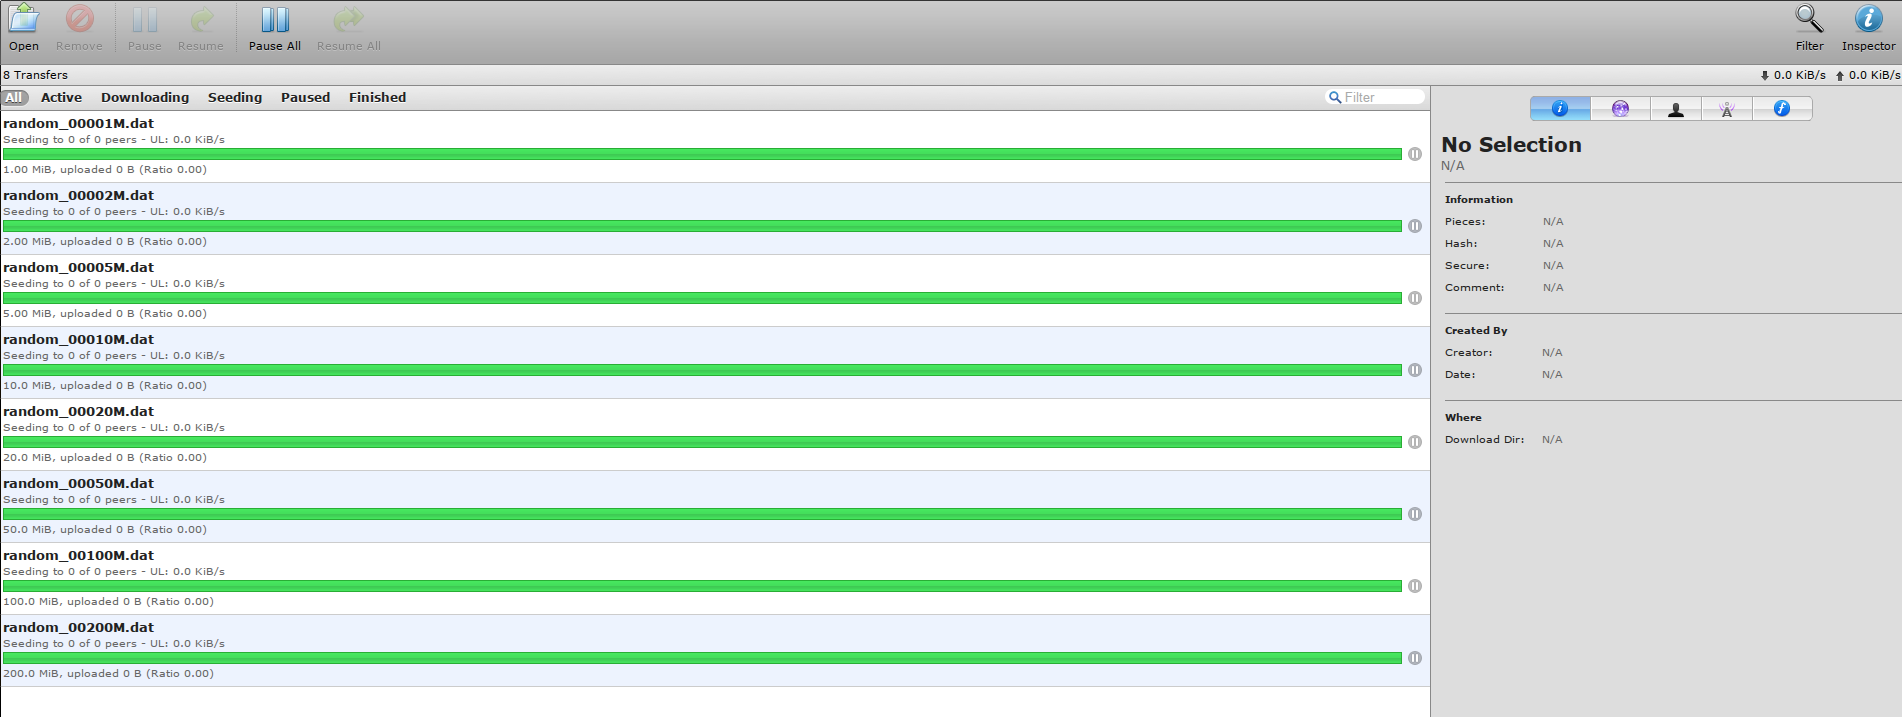 Open Remove Pause Resume Pause All Resume All Filter Inspector
8 Transfers 0.0 KiB/s 0.0 KiB/s
All Active Downloading Seeding Paused Finished Filter
random_00001M.dat
Seeding to 0 of 0 peers - UL: 0.0 KiB/s
1.00 MiB, uploaded 0 B (Ratio 0.00)
random_00002M.dat
Seeding to 0 of 0 peers - UL: 0.0 KiB/s
2.00 MiB, uploaded 0 B (Ratio 0.00)
random_00005M.dat
Seeding to 0 of 0 peers - UL: 0.0 KiB/s
5.00 MiB, uploaded 0 B (Ratio 0.00)
random_00010M.dat
Seeding to 0 of 0 peers - UL: 0.0 KiB/s
10.0 MiB, uploaded 0 B (Ratio 0.00)
random_00020M.dat
Seeding to 0 of 0 peers - UL: 0.0 KiB/s
20.0 MiB, uploaded 0 B (Ratio 0.00)
random_00050M.dat
Seeding to 0 of 0 peers - UL: 0.0 KiB/s
50.0 MiB, uploaded 0 B (Ratio 0.00)
random_00100M.dat
Seeding to 0 of 0 peers - UL: 0.0 KiB/s
100.0 MiB, uploaded 0 B (Ratio 0.00)
random_00200M.dat
Seeding to 0 of 0 peers - UL: 0.0 KiB/s
200.0 MiB, uploaded 0 B (Ratio 0.00)
No Selection
N/A
Information
Pieces: N/A
Hash: N/A
Secure: N/A
Comment: N/A
Created By
Creator: N/A
Date: N/A
Where
Download Dir: N/A